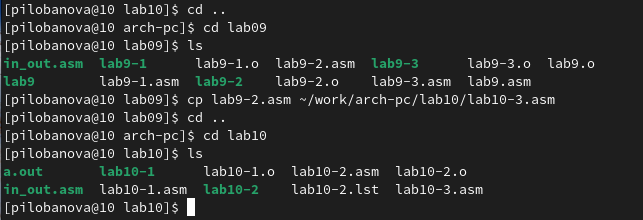 [pilobanova@10 lab10]$ cd ..
[pilobanova@10 arch-pc]$ cd lab09
[pilobanova@10 lab09]$ ls
in_out.asm lab9-1 lab9-1.o lab9-2.asm lab9-3 lab9-3.o lab9.o
lab9 lab9-1.asm lab9-2 lab9-2.o lab9-3.asm lab9.asm
[pilobanova@10 lab09]$ cp lab9-2.asm ~/work/arch-pc/lab10/lab10-3.asm
[pilobanova@10 lab09]$ cd ..
[pilobanova@10 arch-pc]$ cd lab10
[pilobanova@10 lab10]$ ls
a.out lab10-1 lab10-1.o lab10-2.asm lab10-2.o
in_out.asm lab10-1.asm lab10-2 lab10-2.lst lab10-3.asm
[pilobanova@10 lab10]$